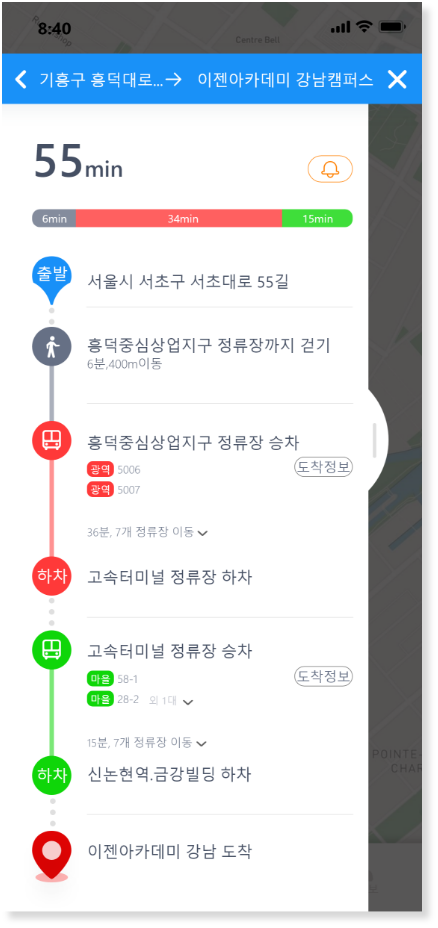 8:40
Centre Bell
기흥구 흥덕대로...
이젠아카데미 강남캠퍼스
55min
6min
34min
15min
출발
서울시 서초구 서초대로 55길
흥덕중심상업지구 정류장까지 걷기
6분,400m이동
흥덕중심상업지구 정류장 승차
광역 5006
도착정보
광역 5007
36분, 7개 정류장 이동
하차
고속터미널 정류장 하차
고속터미널 정류장 승차
마을 58-1
도착정보
마을 28-2 외 1대
15분, 7개 정류장 이동
하차
신논현역.금강빌딩 하차
POINTE-
CHAR
이젠아카데미 강남 도착